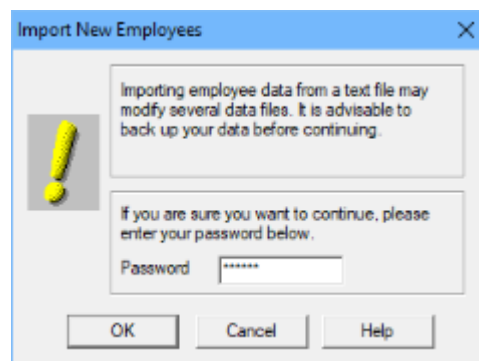 Import New Employees
Importing employee data from a text file may
modify several data files. It is advisable to
back up your data before continuing.
If you are sure you want to continue, please
enter your password below.
Password ******
OK Cancel Help